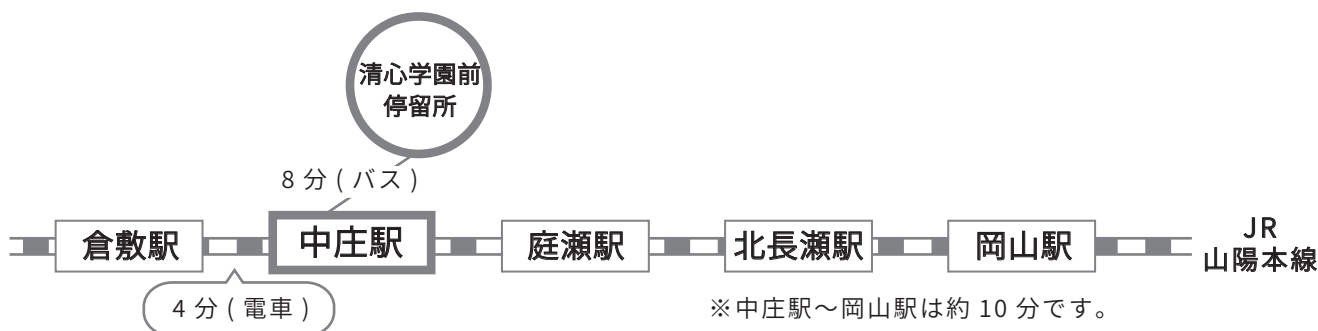 清心学園前
停留所
8分(バス)
倉敷駅
中庄駅
庭瀬駅
北長瀬駅
岡山駅
JR
山陽本線
4分(電車)
※中庄駅～岡山駅は約10分です。